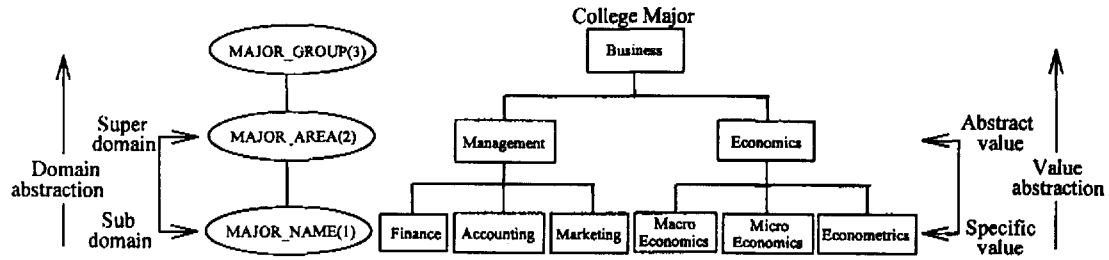 College Major
MAJOR_GROUP(3)
Business
Super
domain
MAJOR_AREA(2)
Management
Economics
Abstract
value
Domain
abstraction
Value
abstraction
Sub
domain
MAJOR_NAME(1)
Finance
Accounting
Marketing
Macro
Economics
Micro
Economics
Econometrics
Specific
value